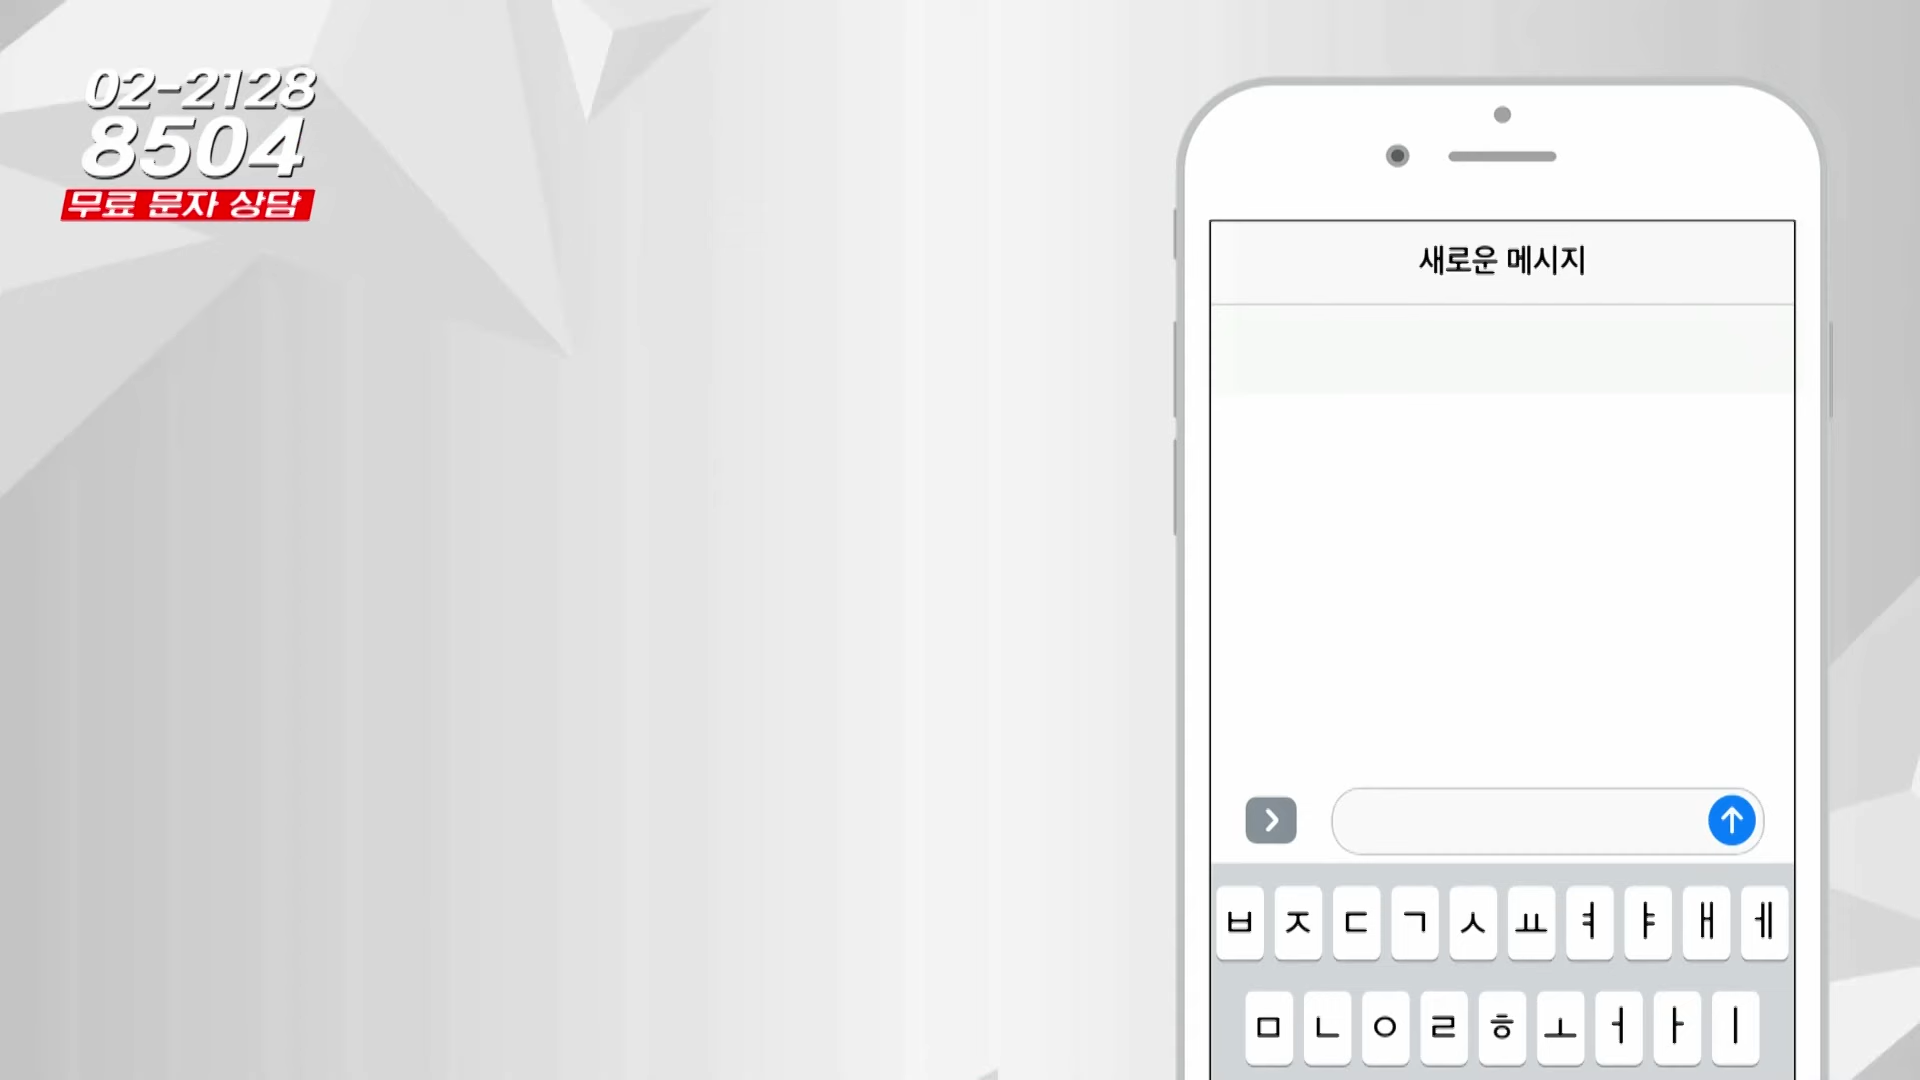 02-2128
8504
무료 문자 상담
새로운 메시지
ㅂ ㅈ ㄷ ㄱ ㅅ ㅛ ㅕ ㅑ ㅐ ㅔ
ㅁ ㄴ ㅇ ㄹ ㅎ ㅗ ㅓ ㅏ ㅣ